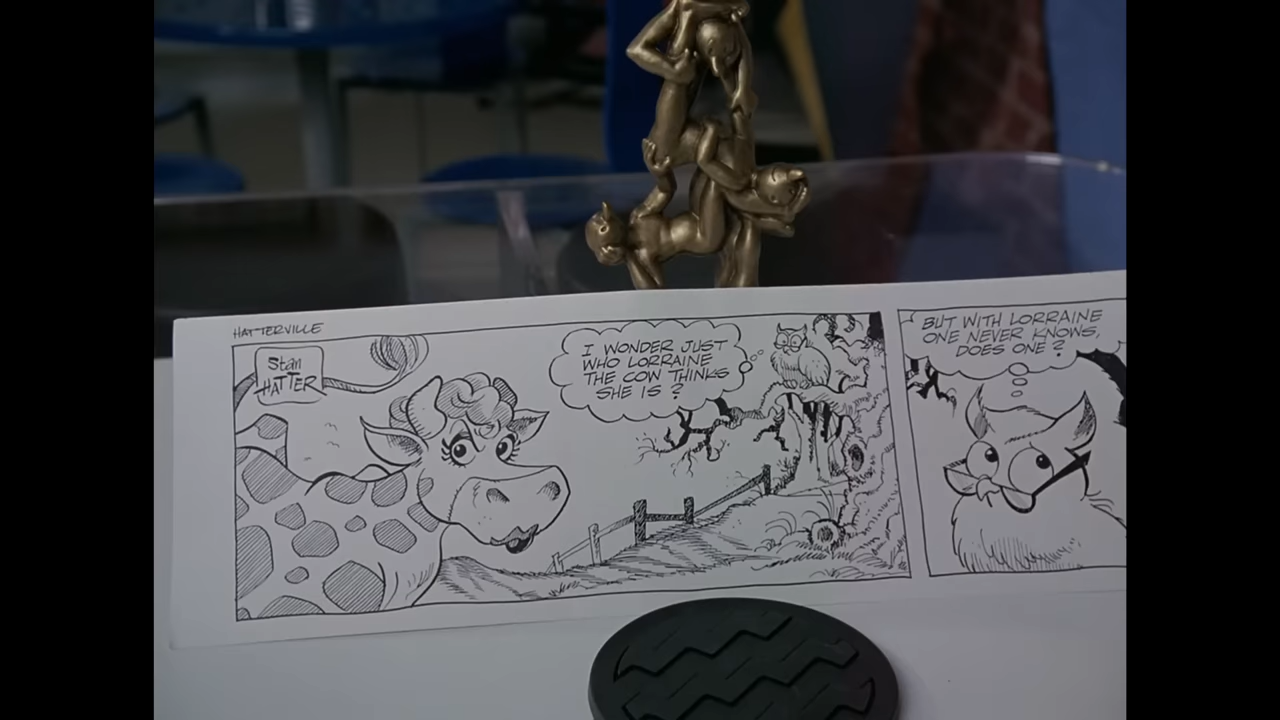 HATTERVILLE
Stan
HATTER
I WONDER JUST
WHO LORRAINE
THE COW THINKS
SHE IS ?
BUT WITH LORRAINE
ONE NEVER KNOWS,
DOES ONE ?